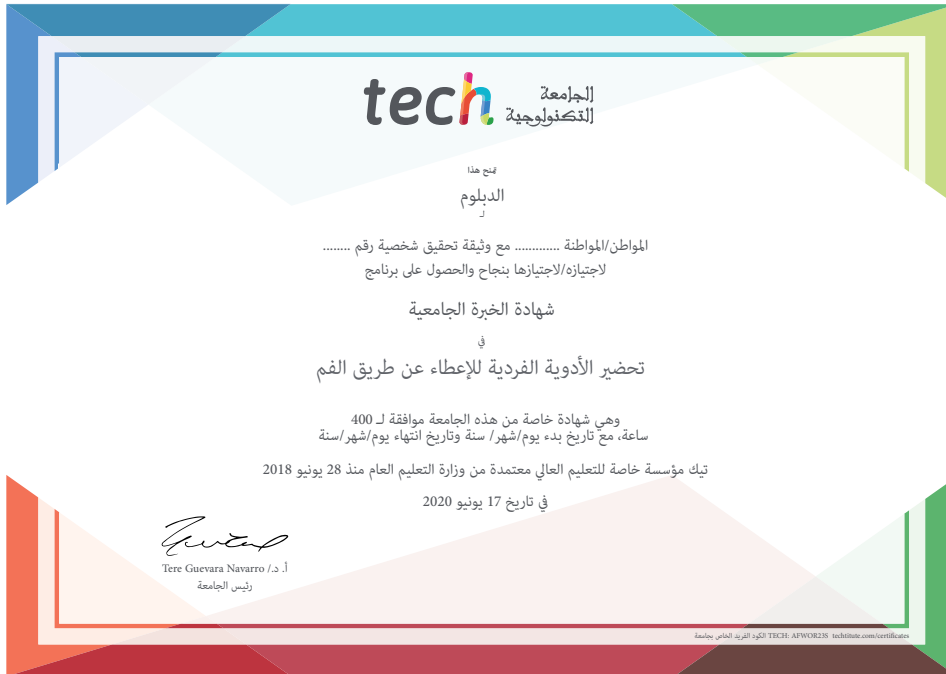 tech الجامعة
التكنولوجية
تمنح هذا
الدبلوم
لـ
المواطن/المواطنة ............. مع وثيقة تحقيق شخصية رقم ........
لاجتيازه/لاجتيازها بنجاح والحصول على برنامج
شهادة الخبرة الجامعية
في
تحضير الأدوية الفردية للإعطاء عن طريق الفم
وهي شهادة خاصة من هذه الجامعة موافقة لـ 400
ساعة، مع تاريخ بدء يوم/شهر/ سنة وتاريخ انتهاء يوم/شهر/سنة
تيك مؤسسة خاصة للتعليم العالي معتمدة من وزارة التعليم العام منذ 28 يونيو 2018
في تاريخ 17 يونيو 2020
أ. د./ Tere Guevara Navarro
رئيس الجامعة
الكود الفريد الخاص بجامعة TECH: AFWOR23S techtitute.com/certificates